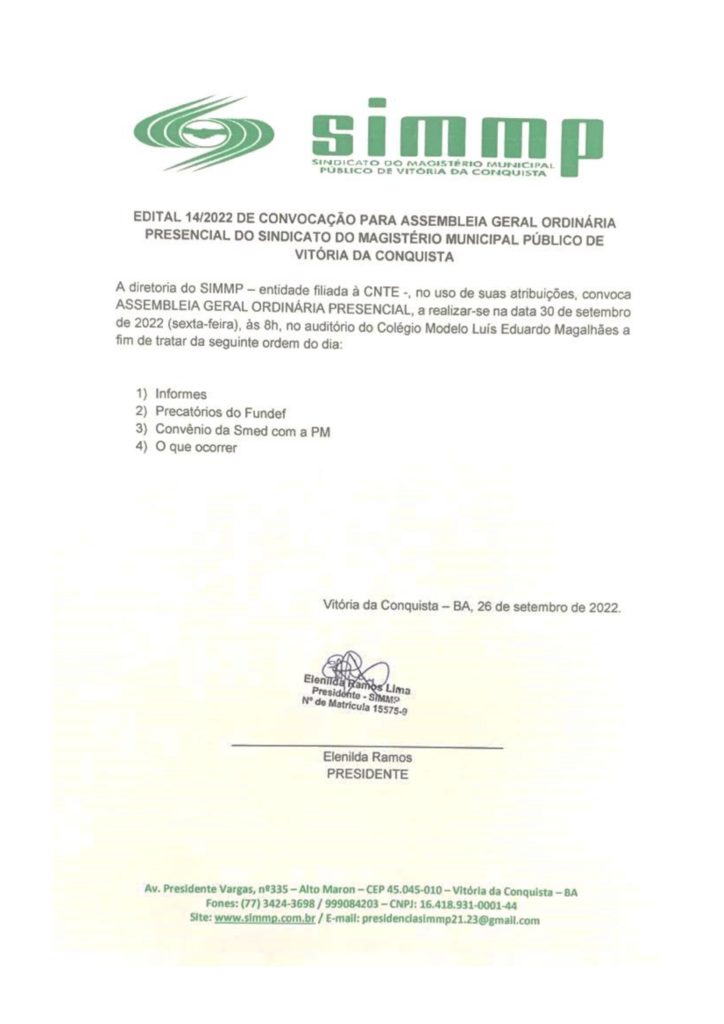 simmp
SINDICATO DO MAGISTÉRIO MUNICIPAL
PÚBLICO DE VITÓRIA DA CONQUISTA
EDITAL 14/2022 DE CONVOCAÇÃO PARA ASSEMBLEIA GERAL ORDINÁRIA
PRESENCIAL DO SINDICATO DO MAGISTÉRIO MUNICIPAL PÚBLICO DE
VITÓRIA DA CONQUISTA
A diretoria do SIMMP – entidade filiada à CNTE -, no uso de suas atribuições, convoca
ASSEMBLEIA GERAL ORDINÁRIA PRESENCIAL, a realizar-se na data 30 de setembro
de 2022 (sexta-feira), às 8h, no auditório do Colégio Modelo Luís Eduardo Magalhães a
fim de tratar da seguinte ordem do dia:
1) Informes
2) Precatórios do Fundef
3) Convênio da Smed com a PM
4) O que ocorrer
Vitória da Conquista – BA, 26 de setembro de 2022.
Elenilda Ramos Lima
Presidente - SIMMP
Nº de Matrícula 15575-9
Elenilda Ramos
PRESIDENTE
Av. Presidente Vargas, nº335 – Alto Maron – CEP 45.045-010 – Vitória da Conquista – BA
Fones: (77) 3424-3698 / 999084203 – CNPJ: 16.418.931-0001-44
Site: www.simmp.com.br / E-mail: presidenciasimmp21.23@gmail.com